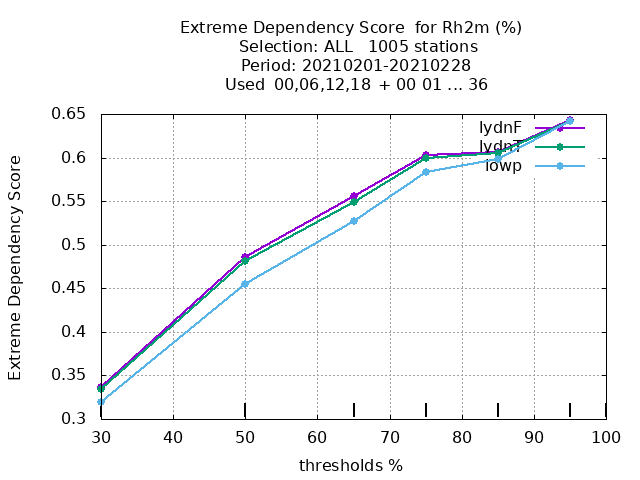 Extreme Dependency Score  for Rh2m (%)
Selection: ALL   1005 stations
Period: 20210201-20210228
Used  00,06,12,18  + 00 01 ... 36
Extreme Dependency Score
0.65
0.6
0.55
0.5
0.45
0.4
0.35
0.3
lydnF
lydnT
lowp
30 40 50 60 70 80 90 100
thresholds %